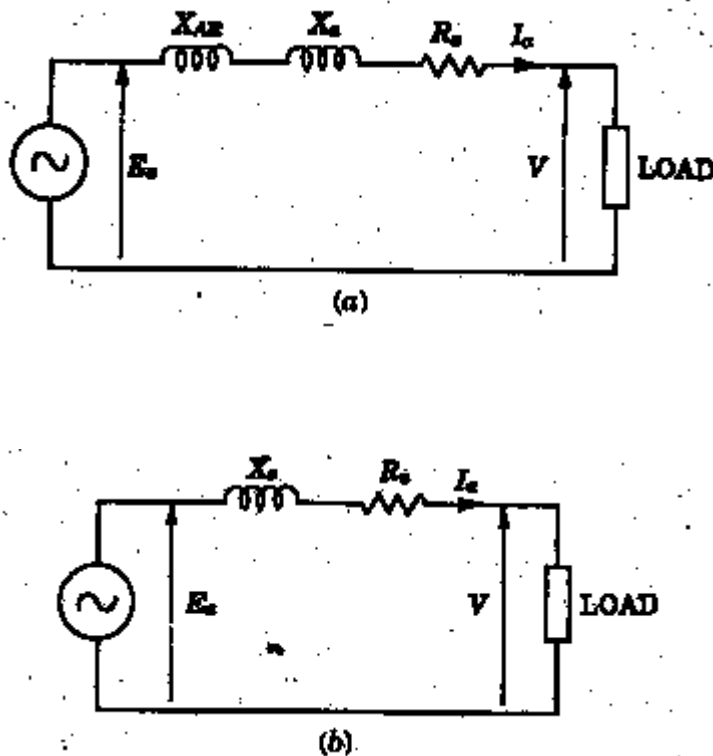 X_AR X_a R_a I_a
E_a V LOAD
(a)
X_s R_a I_a
E_a V LOAD
(b)